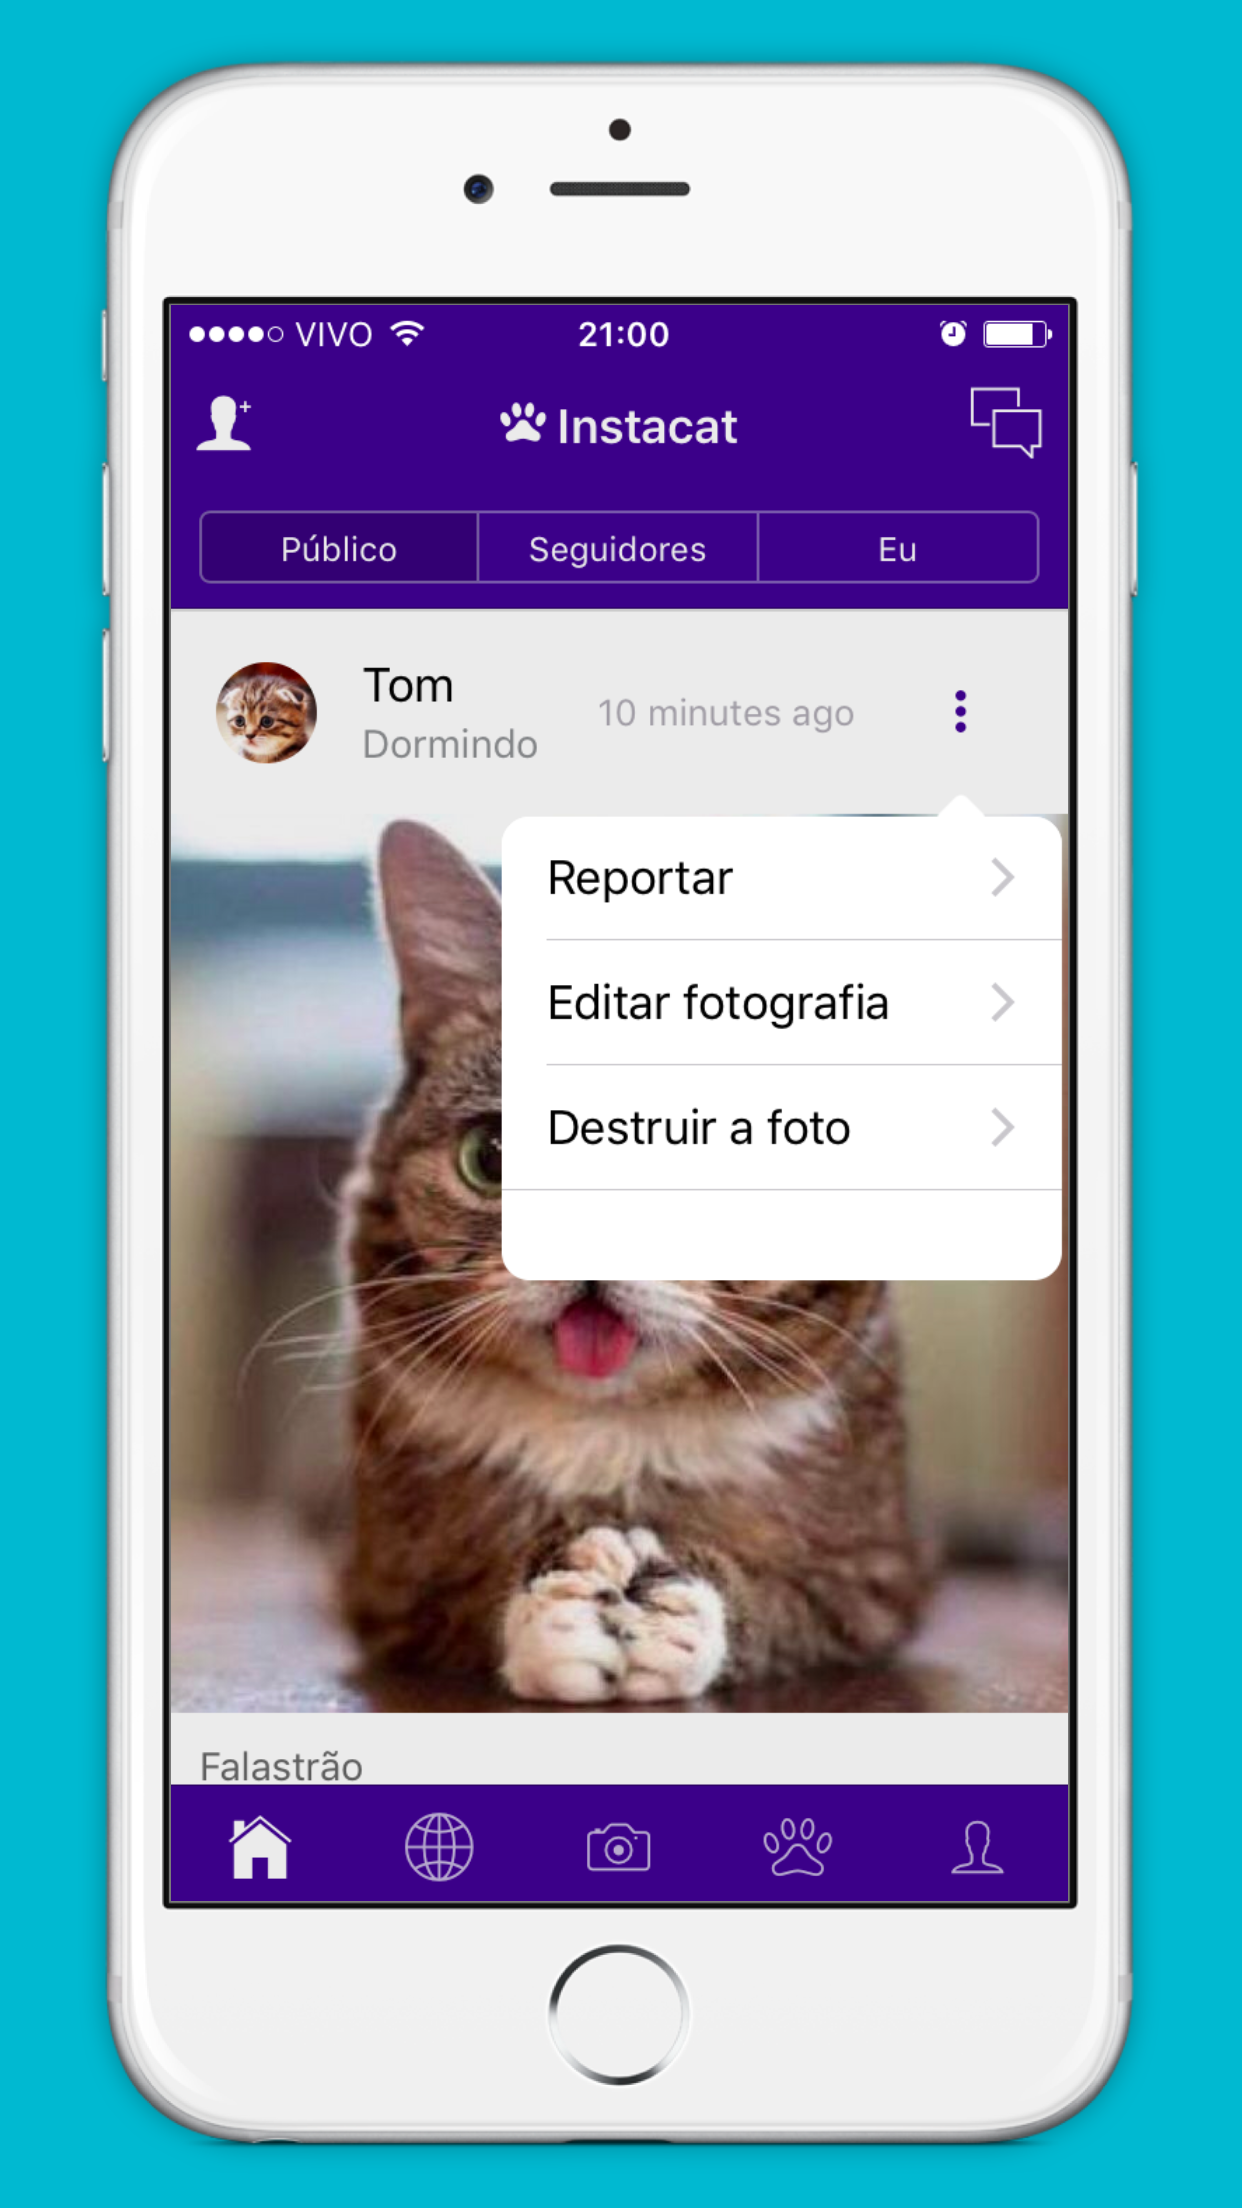 VIVO 21:00
Instacat
Público Seguidores Eu
Tom
Dormindo
10 minutes ago
Reportar
Editar fotografia
Destruir a foto
Falastrão